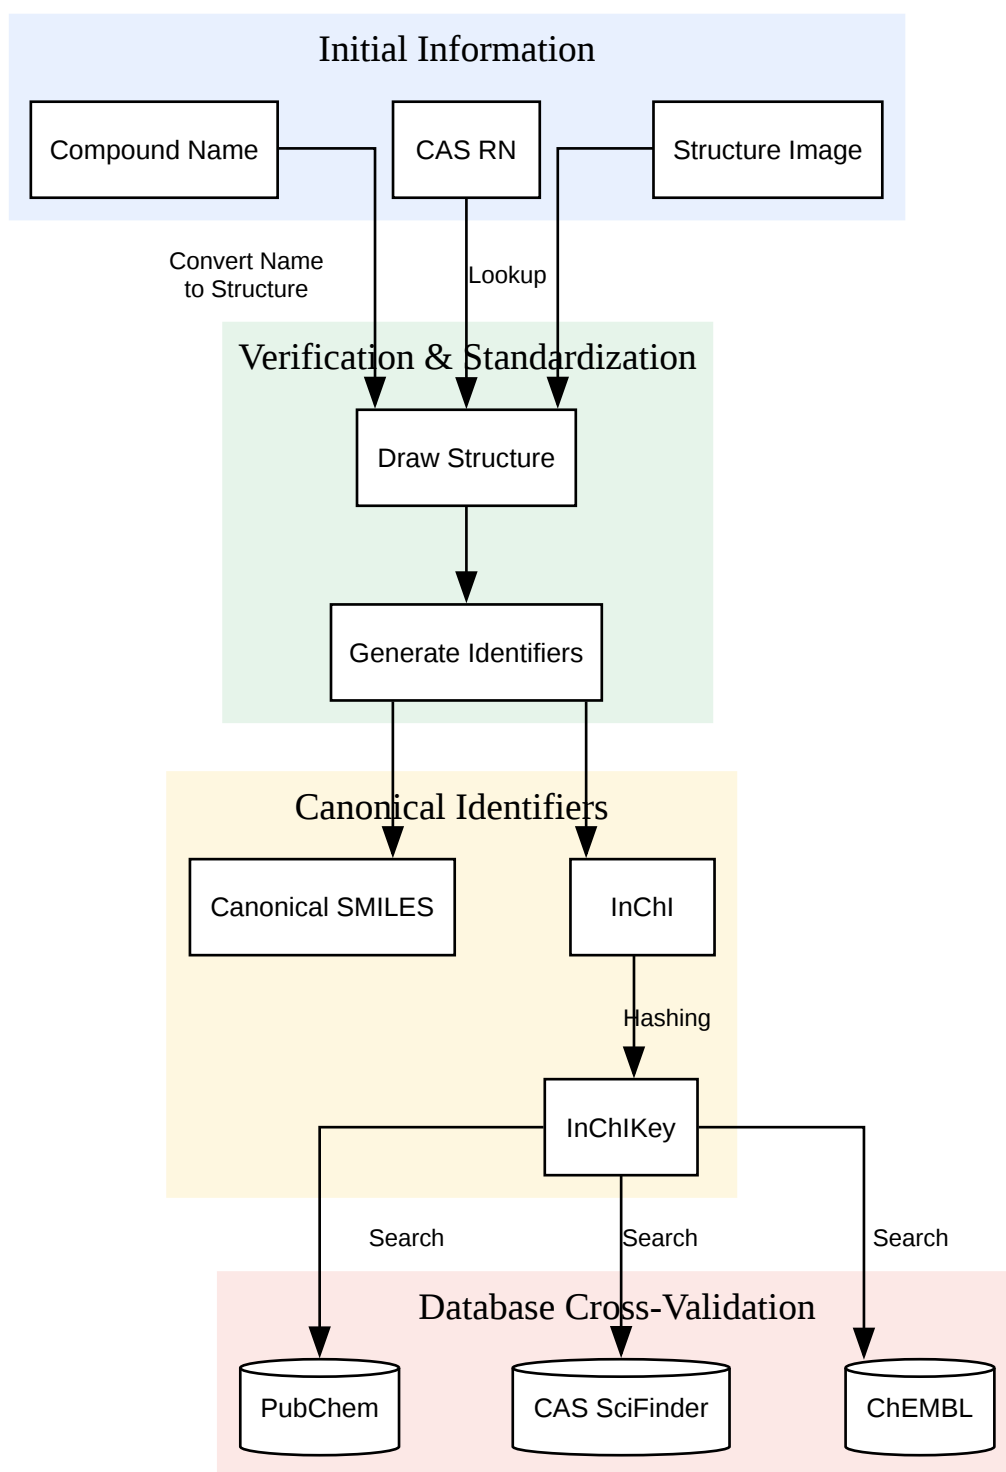 Initial Information
Compound Name
CAS RN
Structure Image
Convert Name
to Structure
Lookup
Verification & Standardization
Draw Structure
Generate Identifiers
Canonical Identifiers
Canonical SMILES
InChI
Hashing
InChIKey
Search
Search
Search
Database Cross-Validation
PubChem
CAS SciFinder
ChEMBL